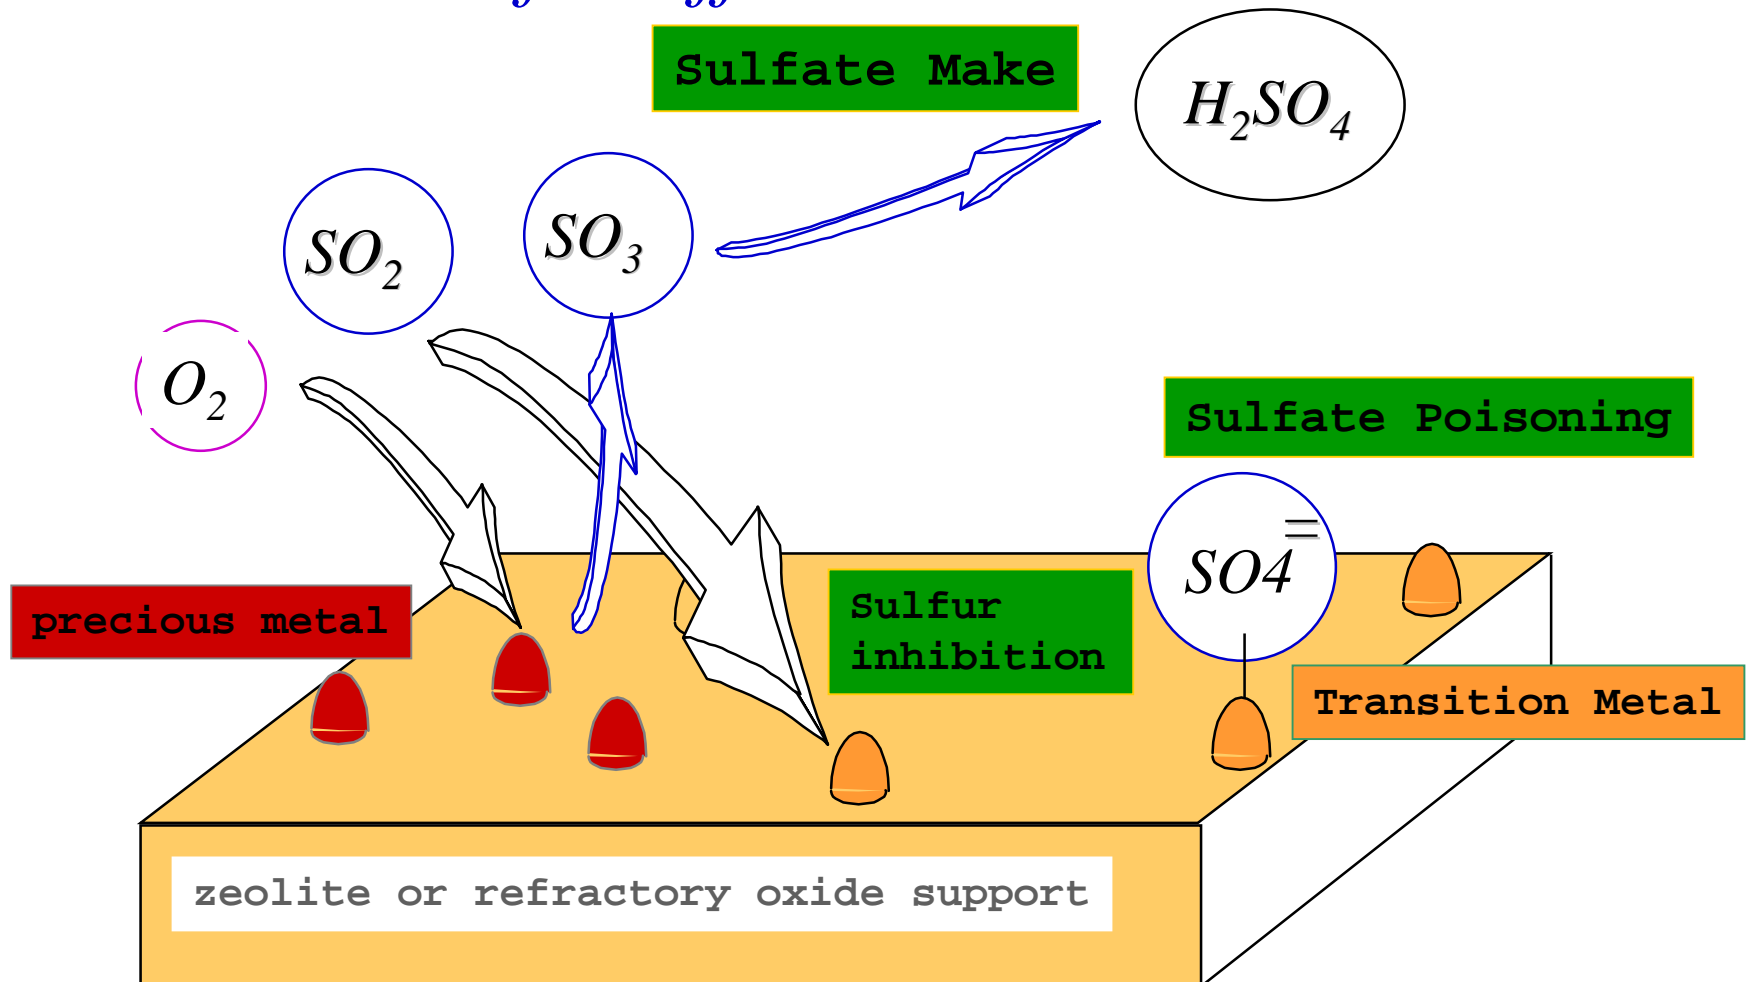 Sulfate Make
H₂SO₄
SO₂
SO₃
O₂
Sulfate Poisoning
SO4 =
precious metal
Sulfur
inhibition
Transition Metal
zeolite or refractory oxide support